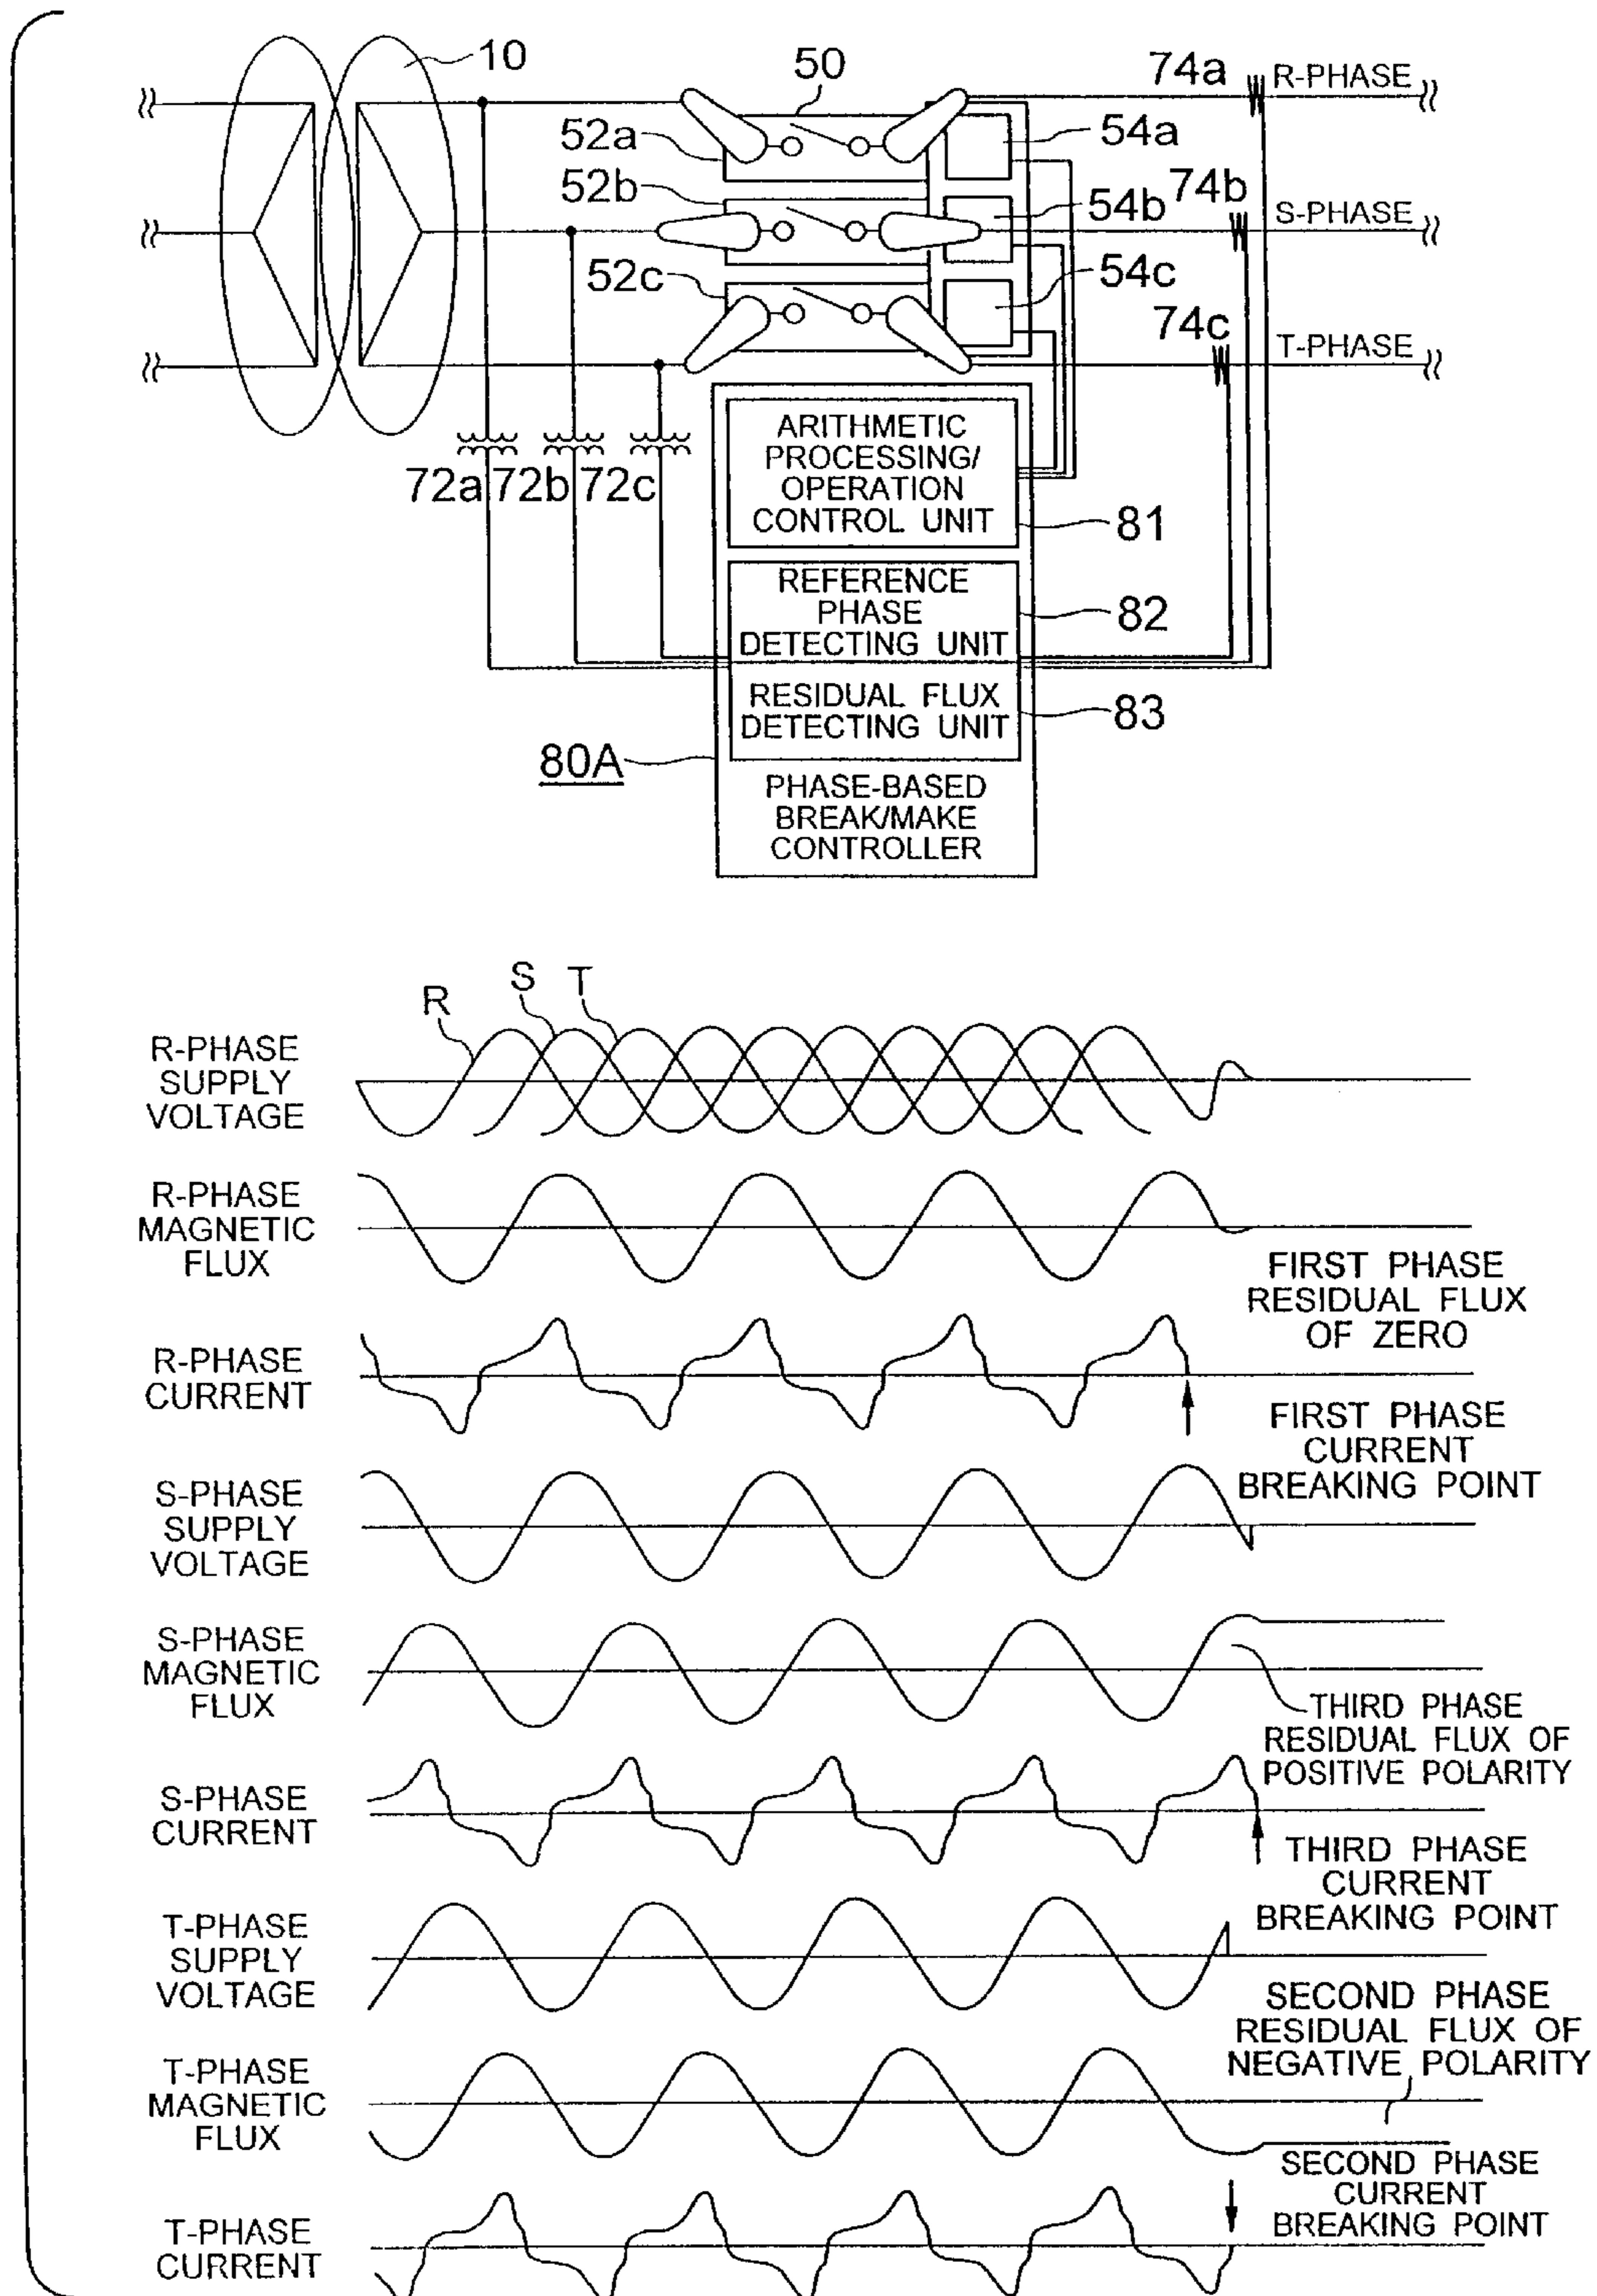 10
50
74a
R-PHASE
52a
54a
52b
74b
54b
S-PHASE
52c
54c
74c
T-PHASE
72a
72b
72c
ARITHMETIC
PROCESSING/
OPERATION
CONTROL UNIT
81
REFERENCE
PHASE
DETECTING UNIT
82
RESIDUAL FLUX
DETECTING UNIT
83
80A
PHASE-BASED
BREAK/MAKE
CONTROLLER
R
S
T
R-PHASE
SUPPLY
VOLTAGE
R-PHASE
MAGNETIC
FLUX
FIRST PHASE
RESIDUAL FLUX
OF ZERO
R-PHASE
CURRENT
FIRST PHASE
CURRENT
BREAKING POINT
S-PHASE
SUPPLY
VOLTAGE
S-PHASE
MAGNETIC
FLUX
THIRD PHASE
RESIDUAL FLUX OF
POSITIVE POLARITY
S-PHASE
CURRENT
THIRD PHASE
CURRENT
BREAKING POINT
T-PHASE
SUPPLY
VOLTAGE
SECOND PHASE
RESIDUAL FLUX OF
NEGATIVE POLARITY
T-PHASE
MAGNETIC
FLUX
SECOND PHASE
CURRENT
BREAKING POINT
T-PHASE
CURRENT